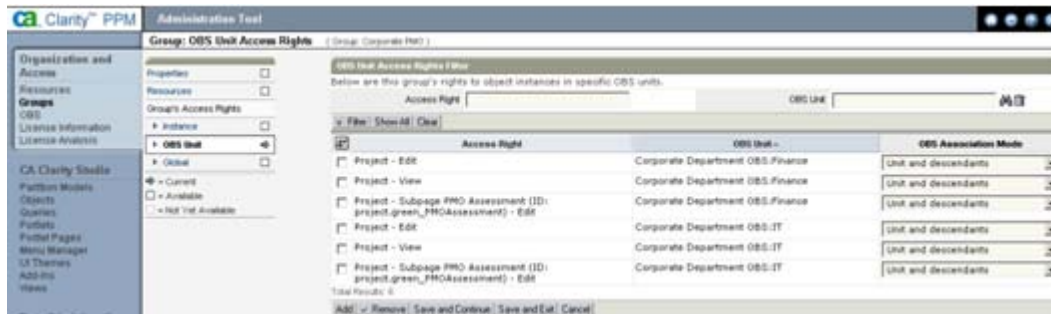 ca Clarity™ PPM
Administration Tool
Group: OBS Unit Access Rights ( Group: Corporate PMO )
Organization and Access
Resources
Groups
OBS
License Information
License Analysis
CA Clarity Studio
Partition Models
Objects
Queries
Portlets
Portlet Pages
Menu Manager
UI Themes
Add-Ins
Views
Properties
Resources
Group's Access Rights
Instance
OBS Unit
Global
= Current
= Available
= Not Yet Available
OBS Unit Access Rights Filter
Below are this group's rights to object instances in specific OBS units.
Access Right
OBS Unit
Filter Show All Clear
Access Right OBS Unit OBS Association Mode
Project - Edit Corporate Department OBS:Finance Unit and descendants
Project - View Corporate Department OBS:Finance Unit and descendants
Project - Subpage PMO Assessment (ID: Corporate Department OBS:Finance Unit and descendants
project.green_PMOAssessment) - Edit
Project - Edit Corporate Department OBS:IT Unit and descendants
Project - View Corporate Department OBS:IT Unit and descendants
Project - Subpage PMO Assessment (ID: Corporate Department OBS:IT Unit and descendants
project.green_PMOAssessment) - Edit
Total Results: 6
Add Remove Save and Continue Save and Exit Cancel